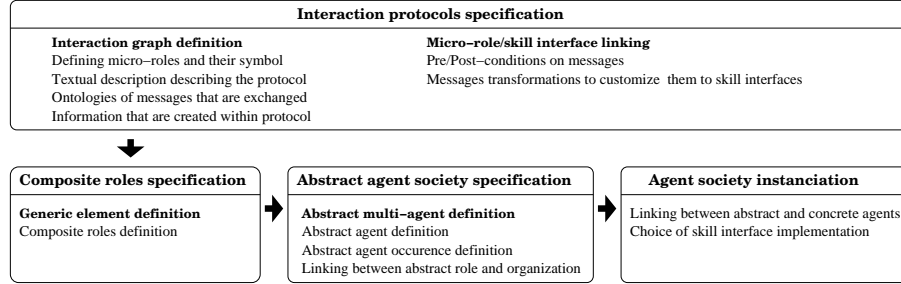 Interaction protocols specification
Interaction graph definition
Defining micro−roles and their symbol
Textual description describing the protocol
Ontologies of messages that are exchanged
Information that are created within protocol
Micro−role/skill interface linking
Pre/Post−conditions on messages
Messages transformations to customize them to skill interfaces
Composite roles specification
Generic element definition
Composite roles definition
Abstract agent society specification
Abstract multi−agent definition
Abstract agent definition
Abstract agent occurence definition
Linking between abstract role and organization
Agent society instanciation
Linking between abstract and concrete agents
Choice of skill interface implementation